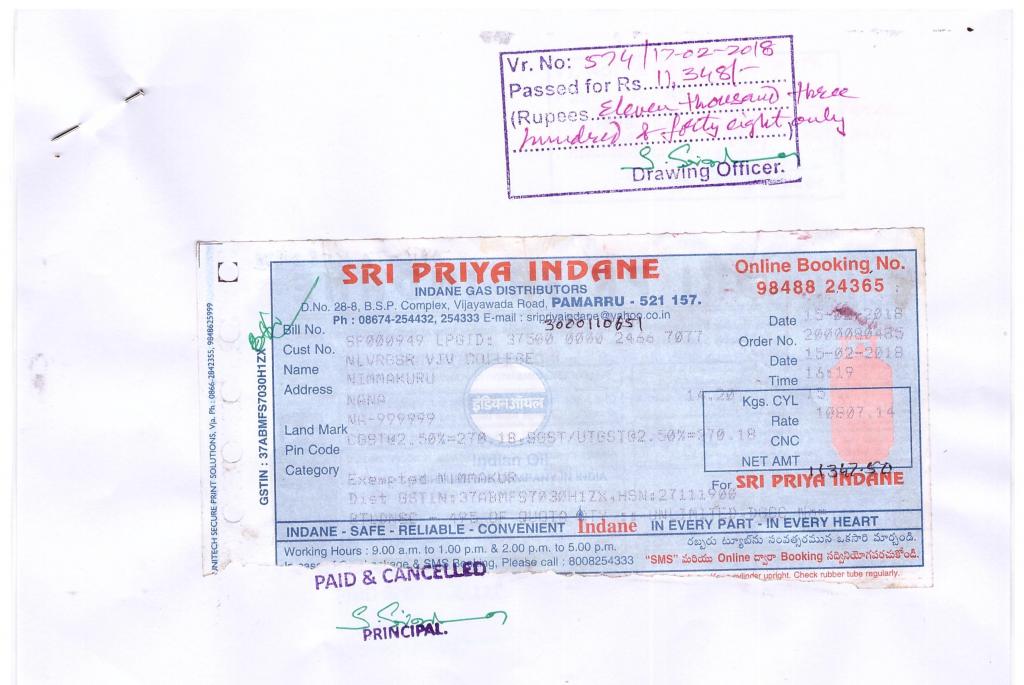 Vr. No: 574/17-02-2018
Passed for Rs. 11,348/-
(Rupees Eleven thousand three
hundred & forty eight only
Drawing Officer.
SRI PRIYA INDANE
INDANE GAS DISTRIBUTORS
D.No. 28-8, B.S.P. Complex, Vijayawada Road, PAMARRU - 521 157.
Ph : 08674-254432, 254333 E-mail : sripriyaindane@yahoo.co.in
Online Booking No.
98488 24365
3000110651
Bill No.
Date 15-02-2018
Cust No. SF000949 LPGID: 37500 0000 2466 7077
Order No. 2000080485
Name NLVRGSR VJV COLLEGE
Date 15-02-2018
Address NIMMAKURU
Time 16:19
NANA 14.20
Kgs. CYL 15
NA-999999
Rate 10807.14
Land Mark CGST@2.50%=270.18,SGST/UTGST@2.50%=270.18
CNC
Pin Code
NET AMT 11347.50
Category Exempted NIMMAKUR
इंडियनऑयल
Indian Oil
For SRI PRIYA INDANE
Dist GSTIN:37ABMFS7030H1ZX,HSN:27111900
INDANE - SAFE - RELIABLE - CONVENIENT Indane IN EVERY PART - IN EVERY HEART
Working Hours : 9.00 a.m. to 1.00 p.m. & 2.00 p.m. to 5.00 p.m.
రబ్బరు ట్యూబ్‌ను సంవత్సరమున ఒకసారి మార్చండి.
& SMS Booking, Please call : 8008254333
"SMS" మరియు Online ద్వారా Booking సద్వినియోగపరచుకోండి.
cylinder upright. Check rubber tube regularly.
GSTIN : 37ABMFS7030H1ZX
UNITECH SECURE PRINT SOLUTIONS, Vja. Ph : 0866-2842355, 9848625999
PAID & CANCELLED
PRINCIPAL.